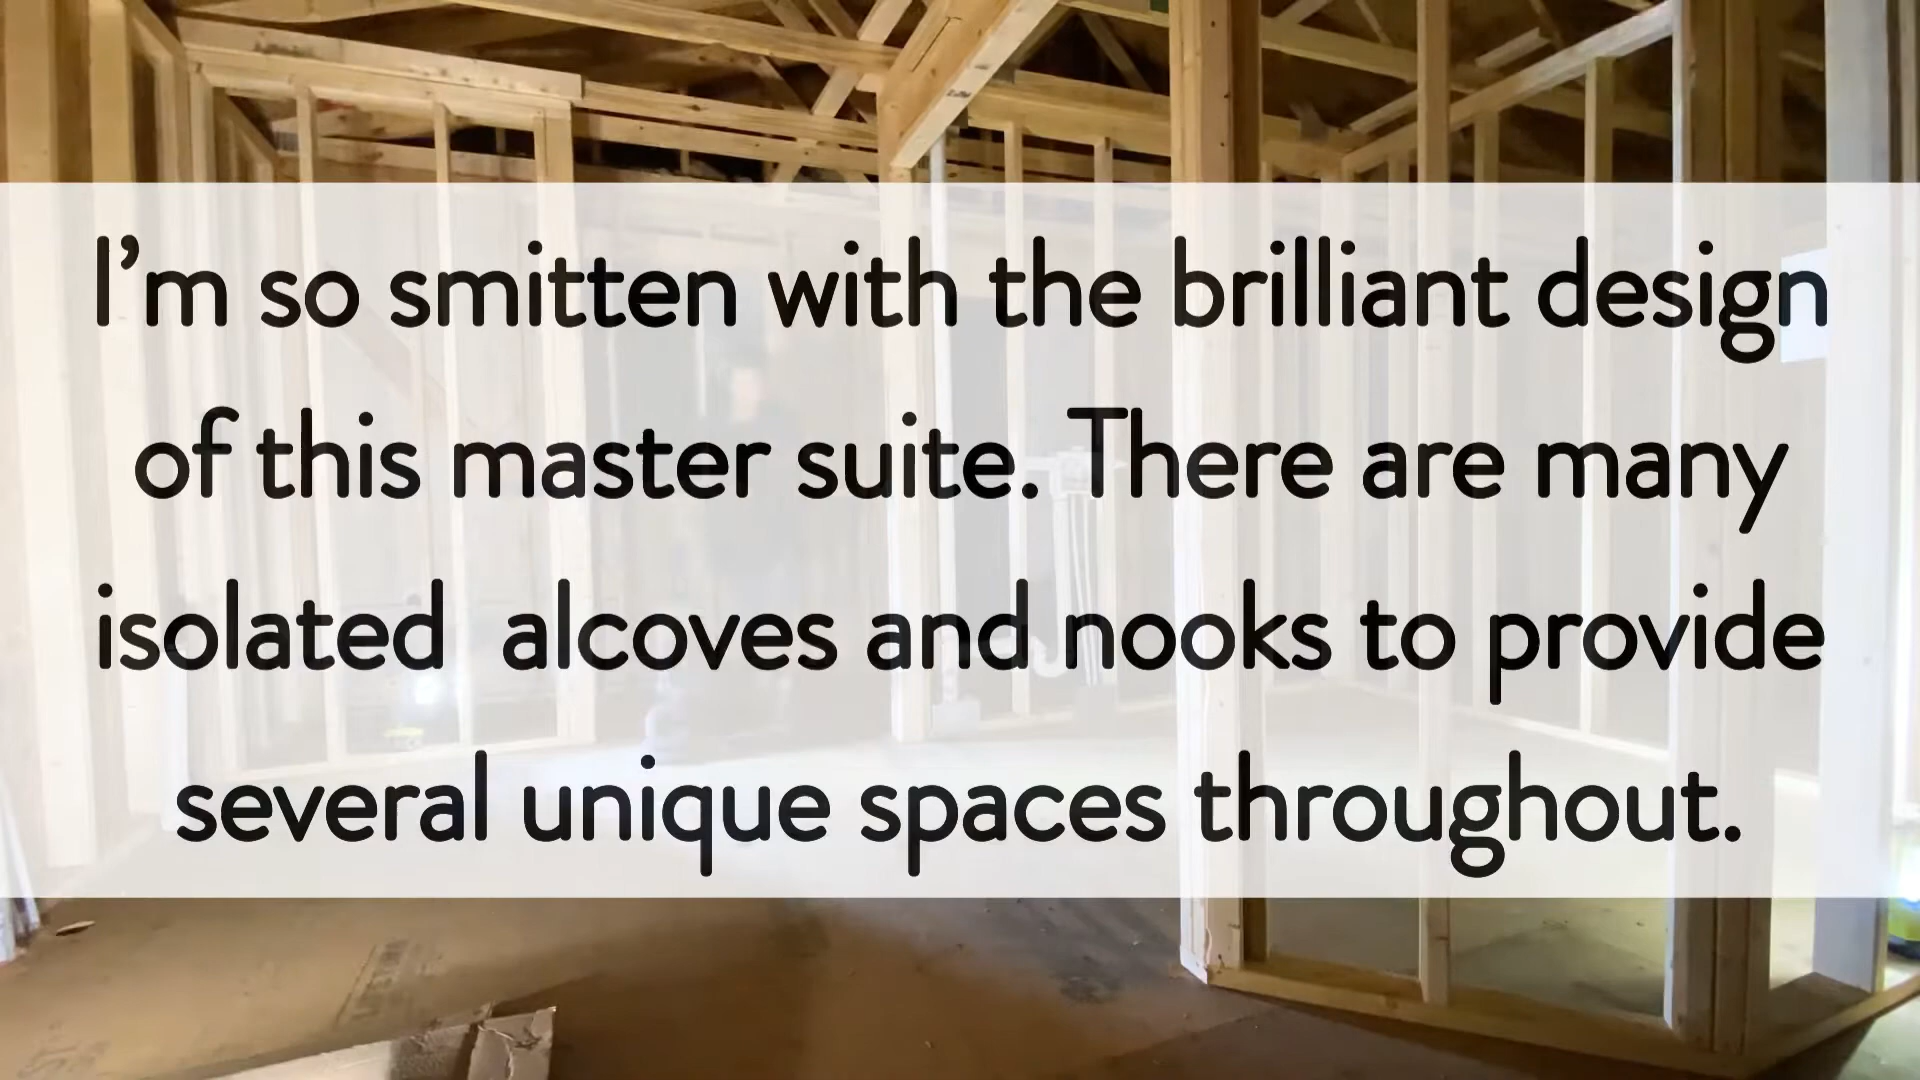 I’m so smitten with the brilliant design
of this master suite. There are many
isolated  alcoves and nooks to provide
several unique spaces throughout.